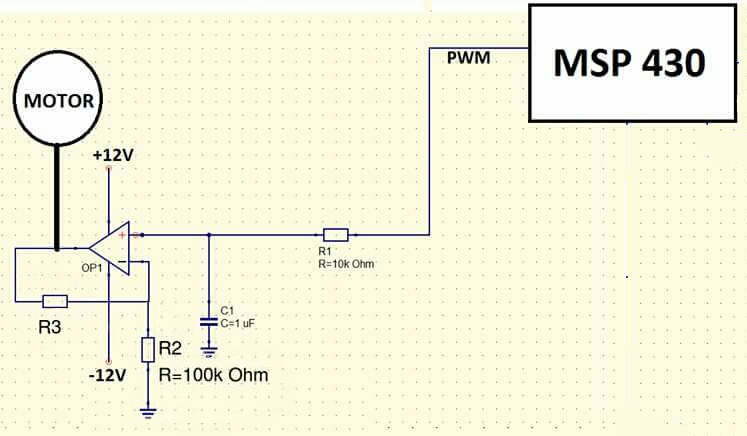 MSP 430
PWM
MOTOR
+12V
+
−
OP1
R1
R=10k Ohm
C1
C=1 uF
R3
R2
-12V
R=100k Ohm